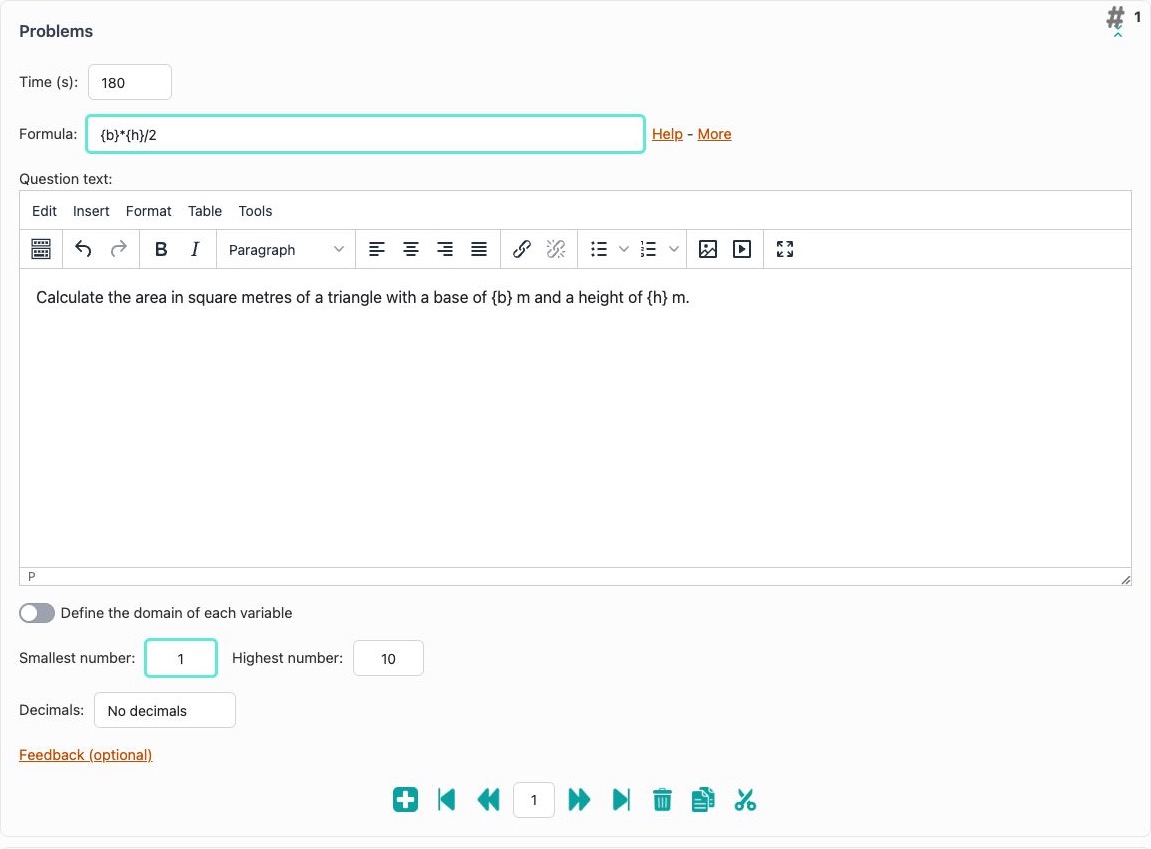 Problems
1
Time (s): 180
Formula: {b}*{h}/2 Help - More
Question text:
Edit Insert Format Table Tools
B I Paragraph
Calculate the area in square metres of a triangle with a base of {b} m and a height of {h} m.
P
Define the domain of each variable
Smallest number: 1 Highest number: 10
Decimals: No decimals
Feedback (optional)
1